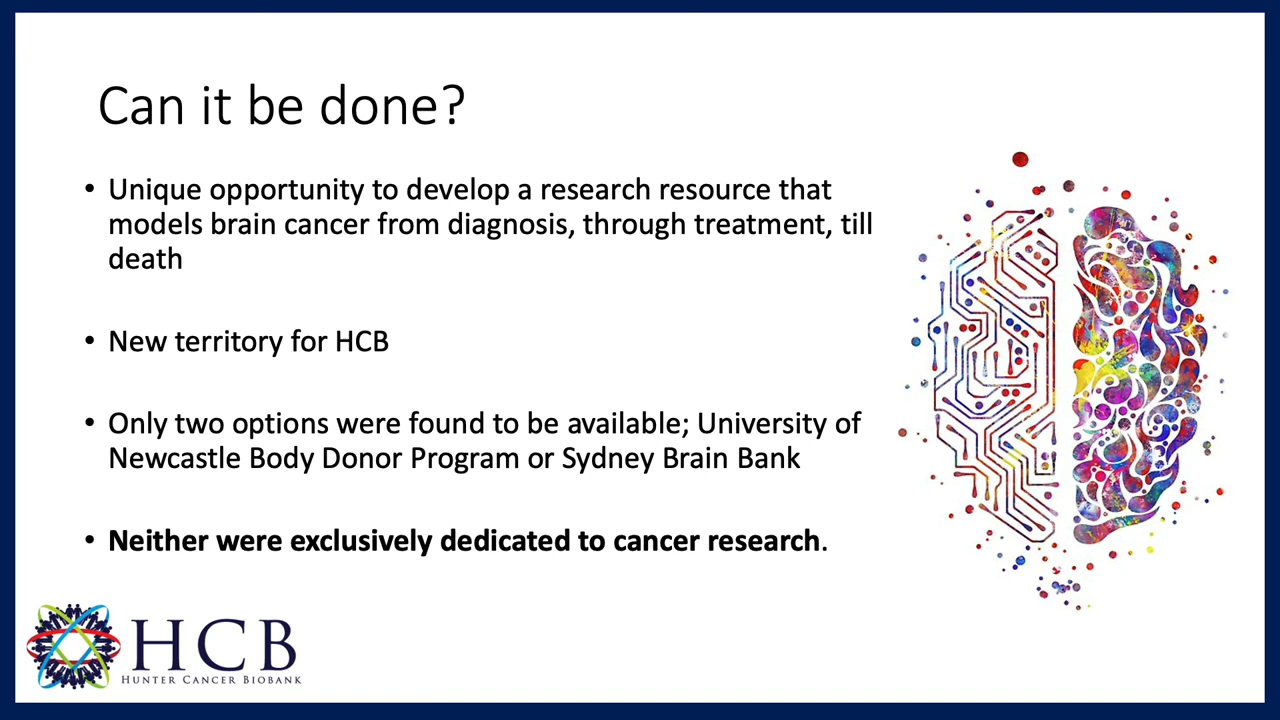 Can it be done?
• Unique opportunity to develop a research resource that
models brain cancer from diagnosis, through treatment, till
death
• New territory for HCB
• Only two options were found to be available; University of
Newcastle Body Donor Program or Sydney Brain Bank
• Neither were exclusively dedicated to cancer research.
HCB
HUNTER CANCER BIOBANK